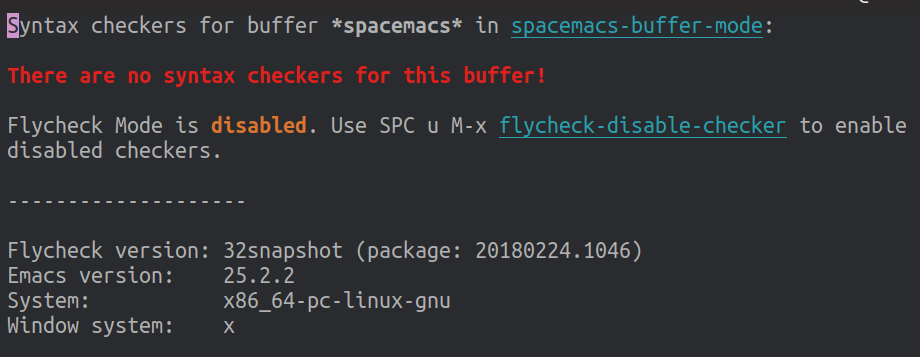 Syntax checkers for buffer *spacemacs* in spacemacs-buffer-mode:
There are no syntax checkers for this buffer!
Flycheck Mode is disabled. Use SPC u M-x flycheck-disable-checker to enable
disabled checkers.
--------------------
Flycheck version: 32snapshot (package: 20180224.1046)
Emacs version:    25.2.2
System:           x86_64-pc-linux-gnu
Window system:    x